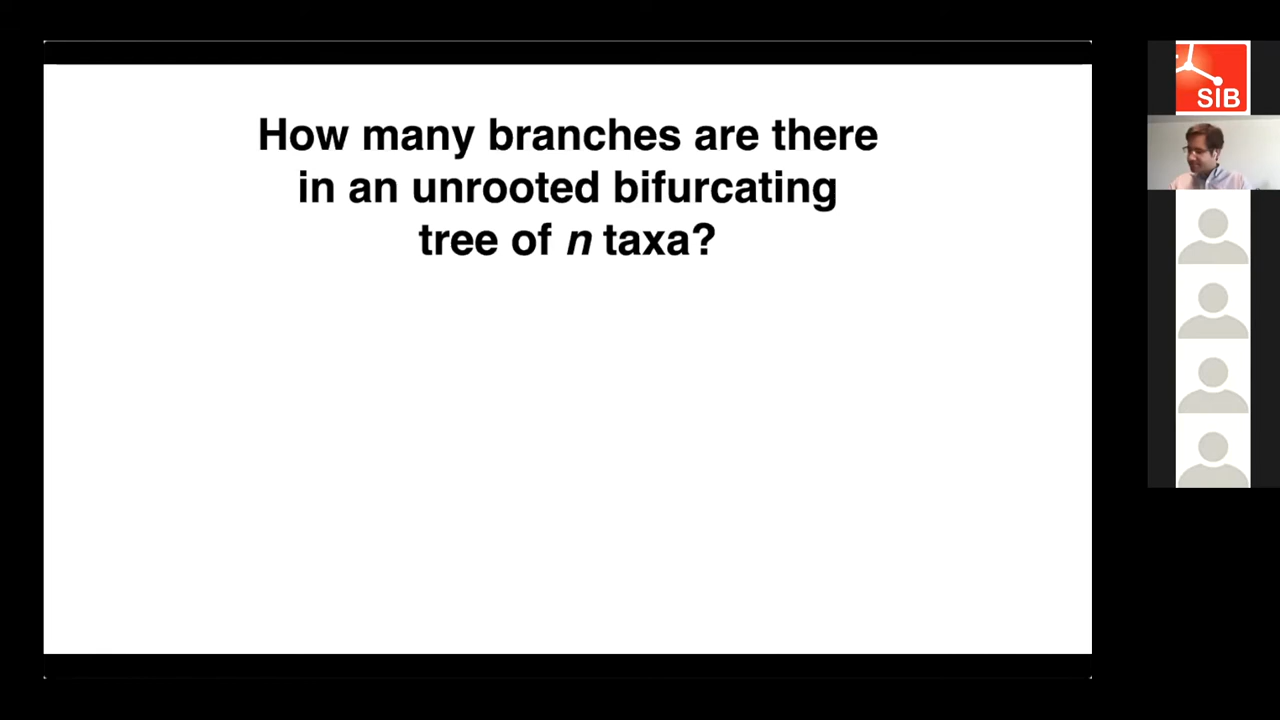 How many branches are there
in an unrooted bifurcating
tree of n taxa?
SIB